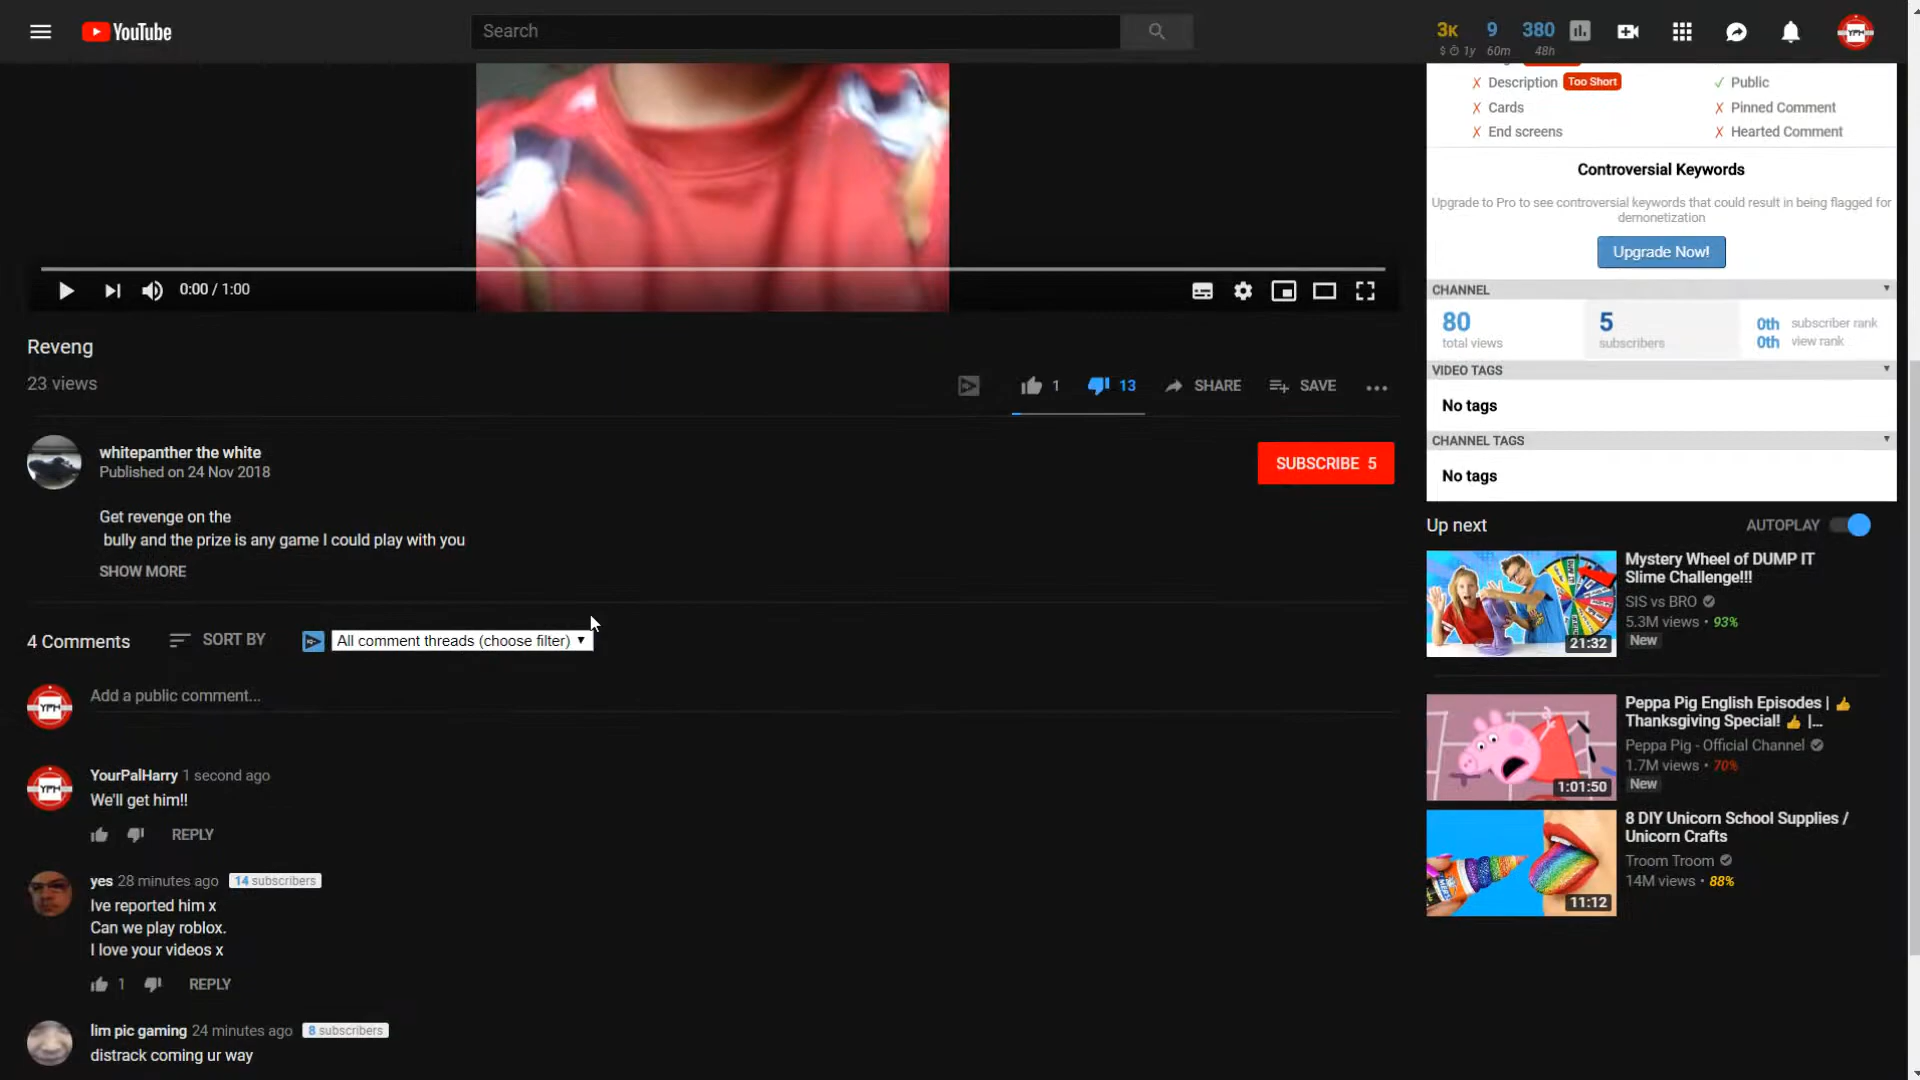 YouTube
Search
3K 9 380
$ 1y 60m 48h
YPH
Description Too Short
✗ Cards
✗ End screens
✓ Public
✗ Pinned Comment
✗ Hearted Comment
Controversial Keywords
Upgrade to Pro to see controversial keywords that could result in being flagged for
demonetization
Upgrade Now!
CHANNEL
80
total views
5
subscribers
0th subscriber rank
0th view rank
VIDEO TAGS
No tags
CHANNEL TAGS
No tags
0:00 / 1:00
Reveng
23 views
1
13
SHARE
SAVE
whitepanther the white
Published on 24 Nov 2018
SUBSCRIBE 5
Get revenge on the
bully and the prize is any game I could play with you
SHOW MORE
4 Comments
SORT BY
All comment threads (choose filter)
YPH
Add a public comment...
YPH
YourPalHarry 1 second ago
We'll get him!!
REPLY
yes 28 minutes ago 14 subscribers
Ive reported him x
Can we play roblox.
I love your videos x
1 REPLY
lim pic gaming 24 minutes ago 8 subscribers
distrack coming ur way
Up next
AUTOPLAY
21:32
Mystery Wheel of DUMP IT
Slime Challenge!!!
SIS vs BRO
5.3M views • 93%
New
1:01:50
Peppa Pig English Episodes | 👍
Thanksgiving Special! 👍 |...
Peppa Pig - Official Channel
1.7M views • 70%
New
11:12
8 DIY Unicorn School Supplies /
Unicorn Crafts
Troom Troom
14M views • 88%